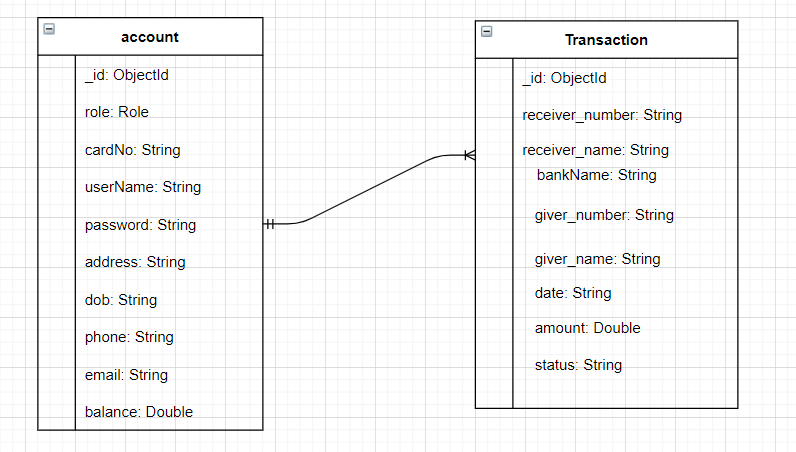 account
_id: ObjectId
role: Role
cardNo: String
userName: String
password: String
address: String
dob: String
phone: String
email: String
balance: Double
Transaction
_id: ObjectId
receiver_number: String
receiver_name: String
bankName: String
giver_number: String
giver_name: String
date: String
amount: Double
status: String